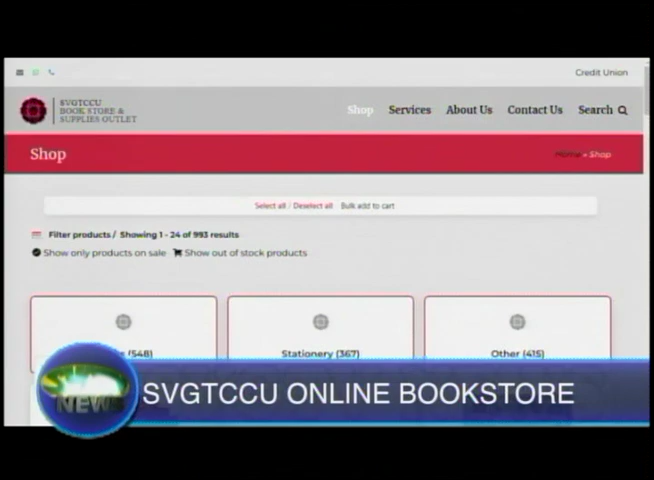 Credit Union
SVGTCCU
BOOK STORE &
SUPPLIES OUTLET
Shop Services About Us Contact Us Search
Shop
Home » Shop
Select all / Deselect all Bulk add to cart
Filter products / Showing 1 - 24 of 993 results
Show only products on sale Show out of stock products
(548)
Stationery (367)
Other (415)
NEWS
SVGTCCU ONLINE BOOKSTORE